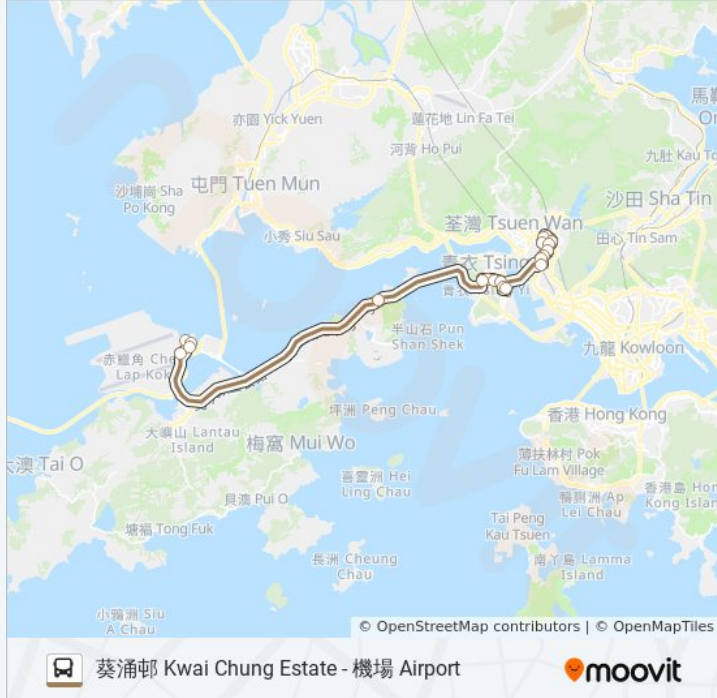 馬鞍
On
亦園 Yick Yuen
蓮花地 Lin Fa Tei
河背 Ho Pui
九肚 Kau To
沙埔崗 Sha
Po Kong
屯門 Tuen Mun
沙田 Sha Tin
荃灣 Tsuen Wan
小秀 Siu Sau
田心 Tin Sam
青衣 Tsing
半山石 Pun
Shan Shek
九龍 Kowloon
赤鱲角 Che
Lap Kok
坪洲 Peng Chau
香港 Hong Kong
大嶼山 Lantau
Island
梅窩 Mui Wo
薄扶林村 Pok
Fu Lam Village
大澳 Tai O
喜靈洲 Hei
Ling Chau
鴨脷洲 Ap
Lei Chau
香港島 Hon
Kong Islan
貝澳 Pui O
塘福 Tong Fuk
Tai Peng
Kau Tsuen
長洲 Cheung
Chau
南丫島 Lamma
Island
小鴉洲 Siu
A Chau
© OpenStreetMap contributors | © OpenMapTiles
葵涌邨 Kwai Chung Estate - 機場 Airport
moovit